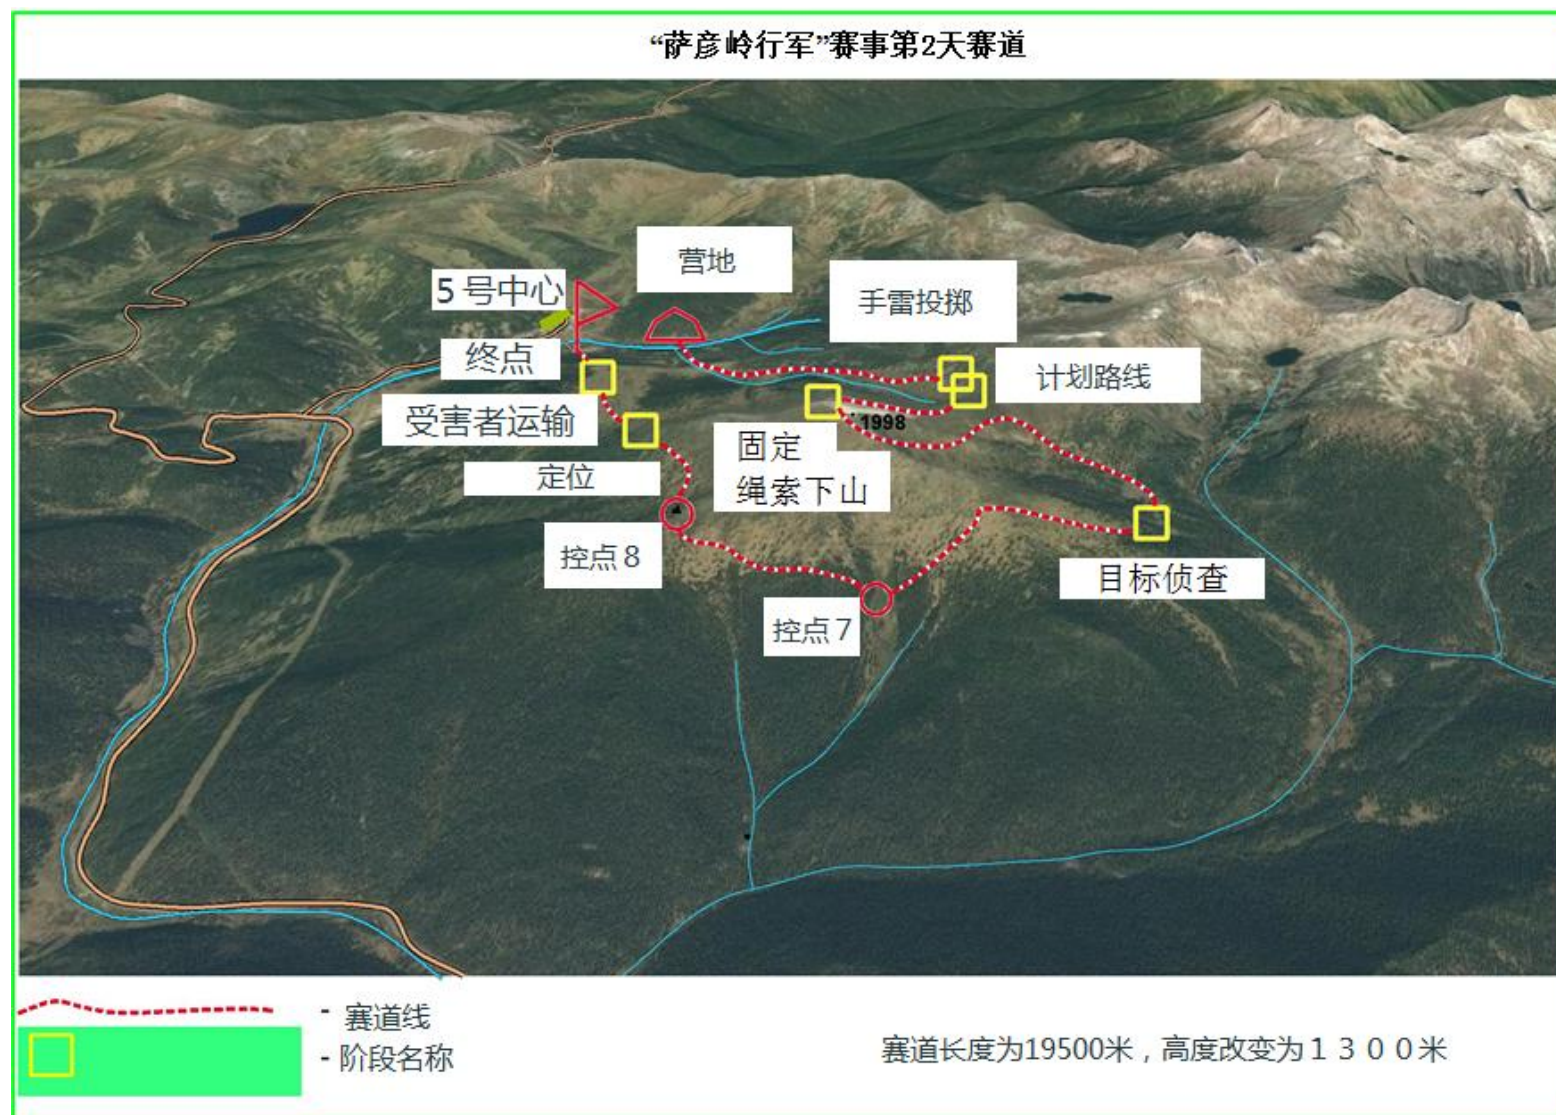 “萨彦岭行军”赛事第2天赛道
营地
5号中心
手雷投掷
终点
计划路线
受害者运输
1998
固定
绳索下山
定位
控点8
目标侦查
控点7
- 赛道线
- 阶段名称
赛道长度为19500米，高度改变为１３００米